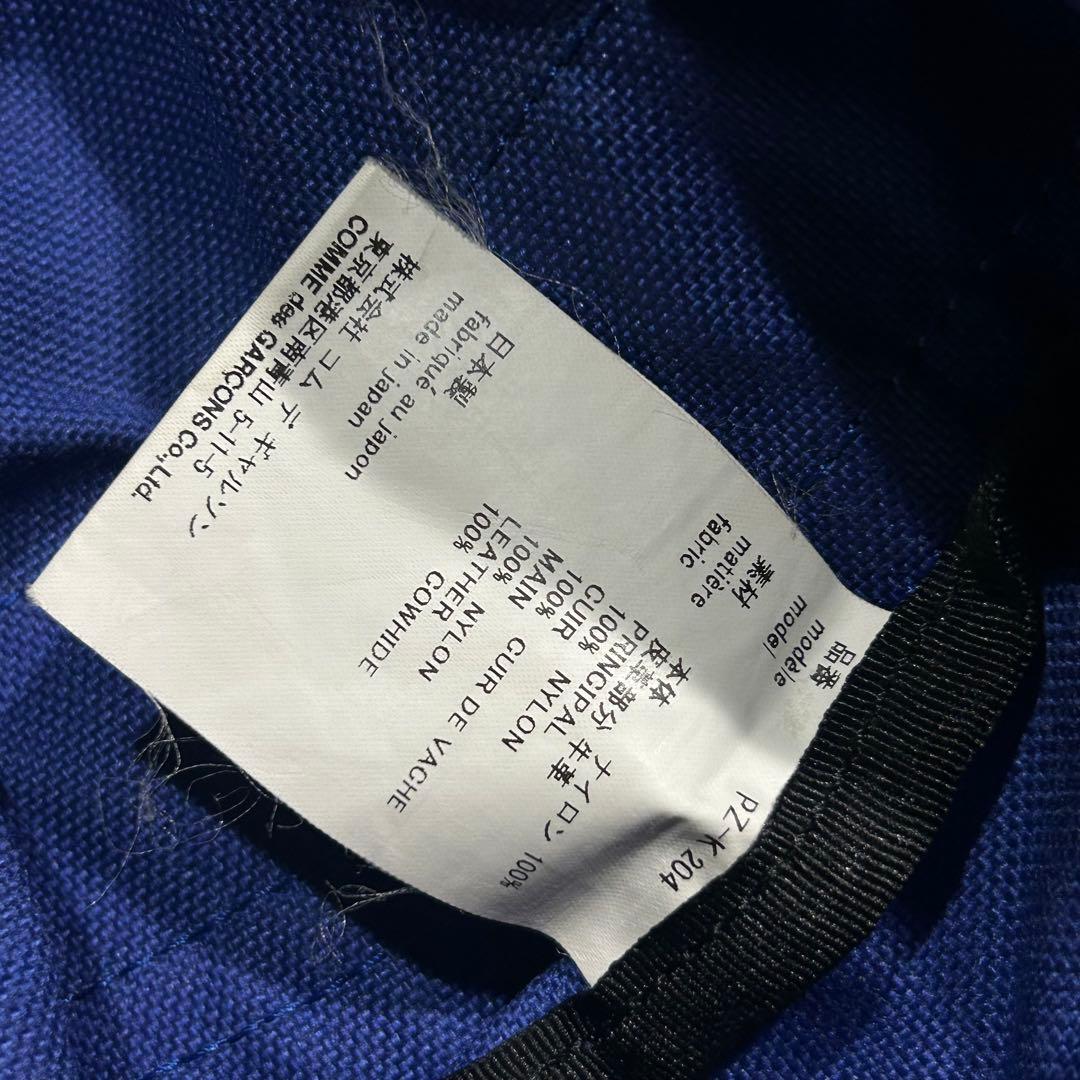 品番
modèle
model
PZ-K 204
素材
matière
fabric
本体 ナイロン 100%
皮革部分 牛革
100%
PRINCIPAL NYLON
100%
CUIR CUIR DE VACHE
100%
MAIN NYLON
100%
LEATHER COWHIDE
100%
日本製
fabriqué au japon
made in japan
株式会社 コム デ ギャルソン
東京都港区南青山 5-11-5
COMME des GARÇONS Co.,Ltd.